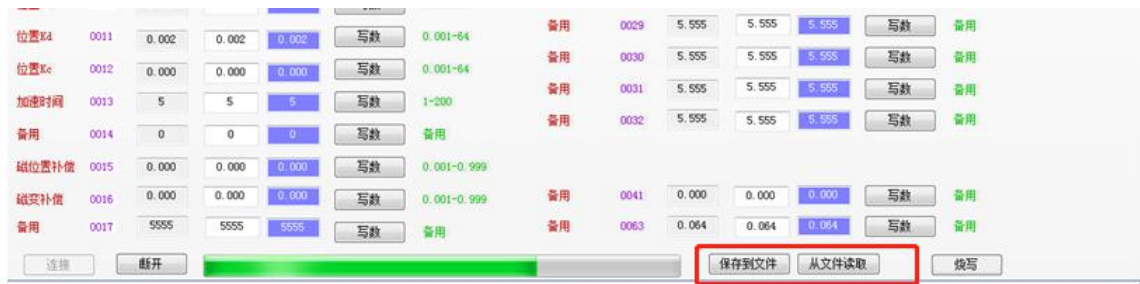 位置Kd 0011 0.002 0.002 0.002 写数 0.001-64
位置Kc 0012 0.000 0.000 0.000 写数 0.001-64
加速时间 0013 5 5 5 写数 1-200
备用 0014 0 0 0 写数 备用
磁位置补偿 0015 0.000 0.000 0.000 写数 0.001-0.999
磁变补偿 0016 0.000 0.000 0.000 写数 0.001-0.999
备用 0017 5555 5555 5555 写数 备用
备用 0029 5.555 5.555 5.555 写数 备用
备用 0030 5.555 5.555 5.555 写数 备用
备用 0031 5.555 5.555 5.555 写数 备用
备用 0032 5.555 5.555 5.555 写数 备用
备用 0041 0.000 0.000 0.000 写数 备用
备用 0063 0.064 0.064 0.064 写数 备用
连接 断开 保存到文件 从文件读取 烧写